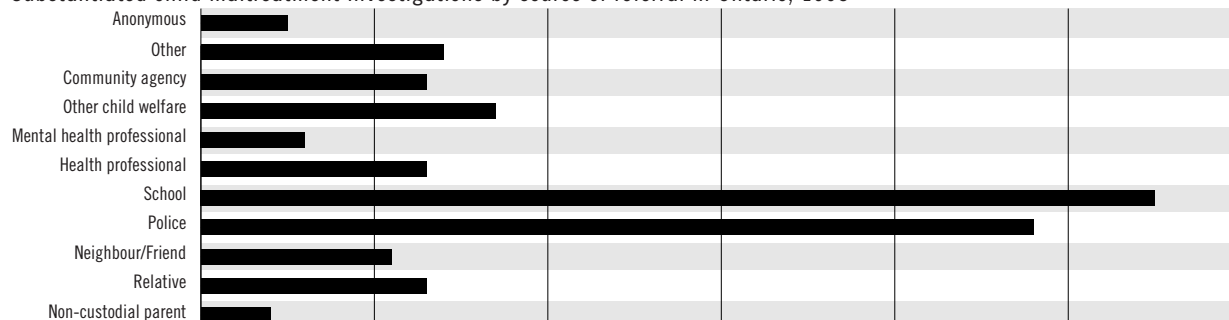 Anonymous
Other
Community agency
Other child welfare
Mental health professional
Health professional
School
Police
Neighbour/Friend
Relative
Non-custodial parent